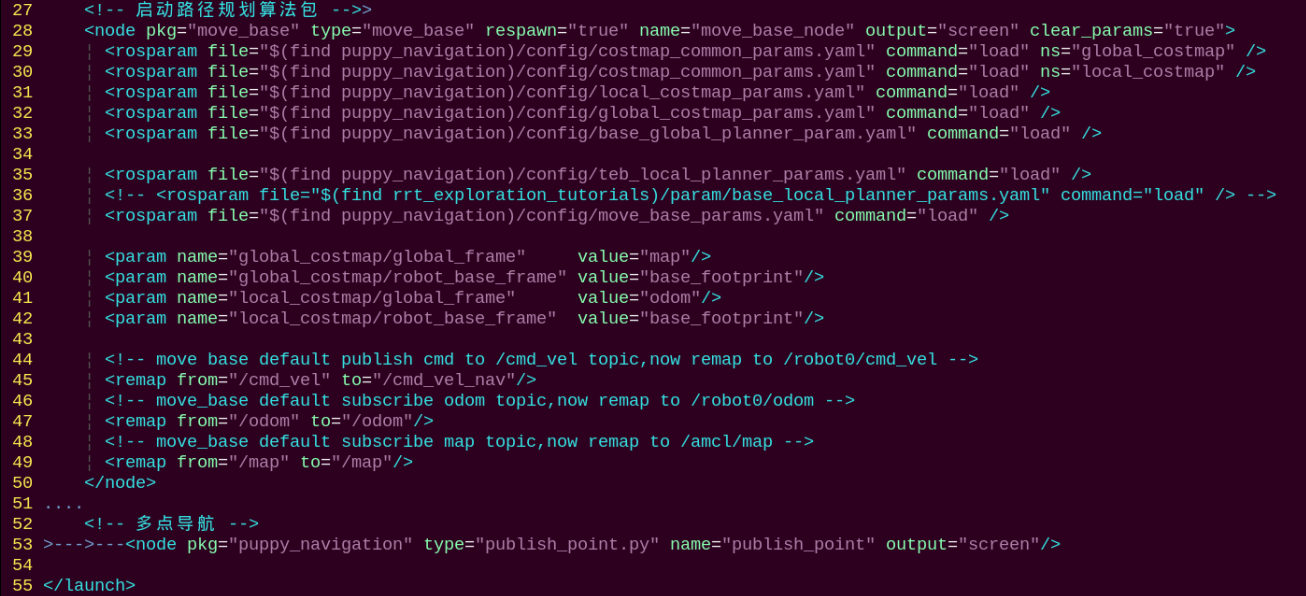 27     <!-- 启动路径规划算法包 -->>
28     <node pkg="move_base" type="move_base" respawn="true" name="move_base_node" output="screen" clear_params="true">
29     ¦ <rosparam file="$(find puppy_navigation)/config/costmap_common_params.yaml" command="load" ns="global_costmap" />
30     ¦ <rosparam file="$(find puppy_navigation)/config/costmap_common_params.yaml" command="load" ns="local_costmap" />
31     ¦ <rosparam file="$(find puppy_navigation)/config/local_costmap_params.yaml" command="load" />
32     ¦ <rosparam file="$(find puppy_navigation)/config/global_costmap_params.yaml" command="load" />
33     ¦ <rosparam file="$(find puppy_navigation)/config/base_global_planner_param.yaml" command="load" />
34
35     ¦ <rosparam file="$(find puppy_navigation)/config/teb_local_planner_params.yaml" command="load" />
36     ¦ <!-- <rosparam file="$(find rrt_exploration_tutorials)/param/base_local_planner_params.yaml" command="load" /> -->
37     ¦ <rosparam file="$(find puppy_navigation)/config/move_base_params.yaml" command="load" />
38
39     ¦ <param name="global_costmap/global_frame"     value="map"/>
40     ¦ <param name="global_costmap/robot_base_frame" value="base_footprint"/>
41     ¦ <param name="local_costmap/global_frame"      value="odom"/>
42     ¦ <param name="local_costmap/robot_base_frame"  value="base_footprint"/>
43
44     ¦ <!-- move_base default publish cmd to /cmd_vel topic,now remap to /robot0/cmd_vel -->
45     ¦ <remap from="/cmd_vel" to="/cmd_vel_nav"/>
46     ¦ <!-- move_base default subscribe odom topic,now remap to /robot0/odom -->
47     ¦ <remap from="/odom" to="/odom"/>
48     ¦ <!-- move_base default subscribe map topic,now remap to /amcl/map -->
49     ¦ <remap from="/map" to="/map"/>
50     </node>
51 ....
52     <!-- 多点导航 -->
53 >--->---<node pkg="puppy_navigation" type="publish_point.py" name="publish_point" output="screen"/>
54
55 </launch>